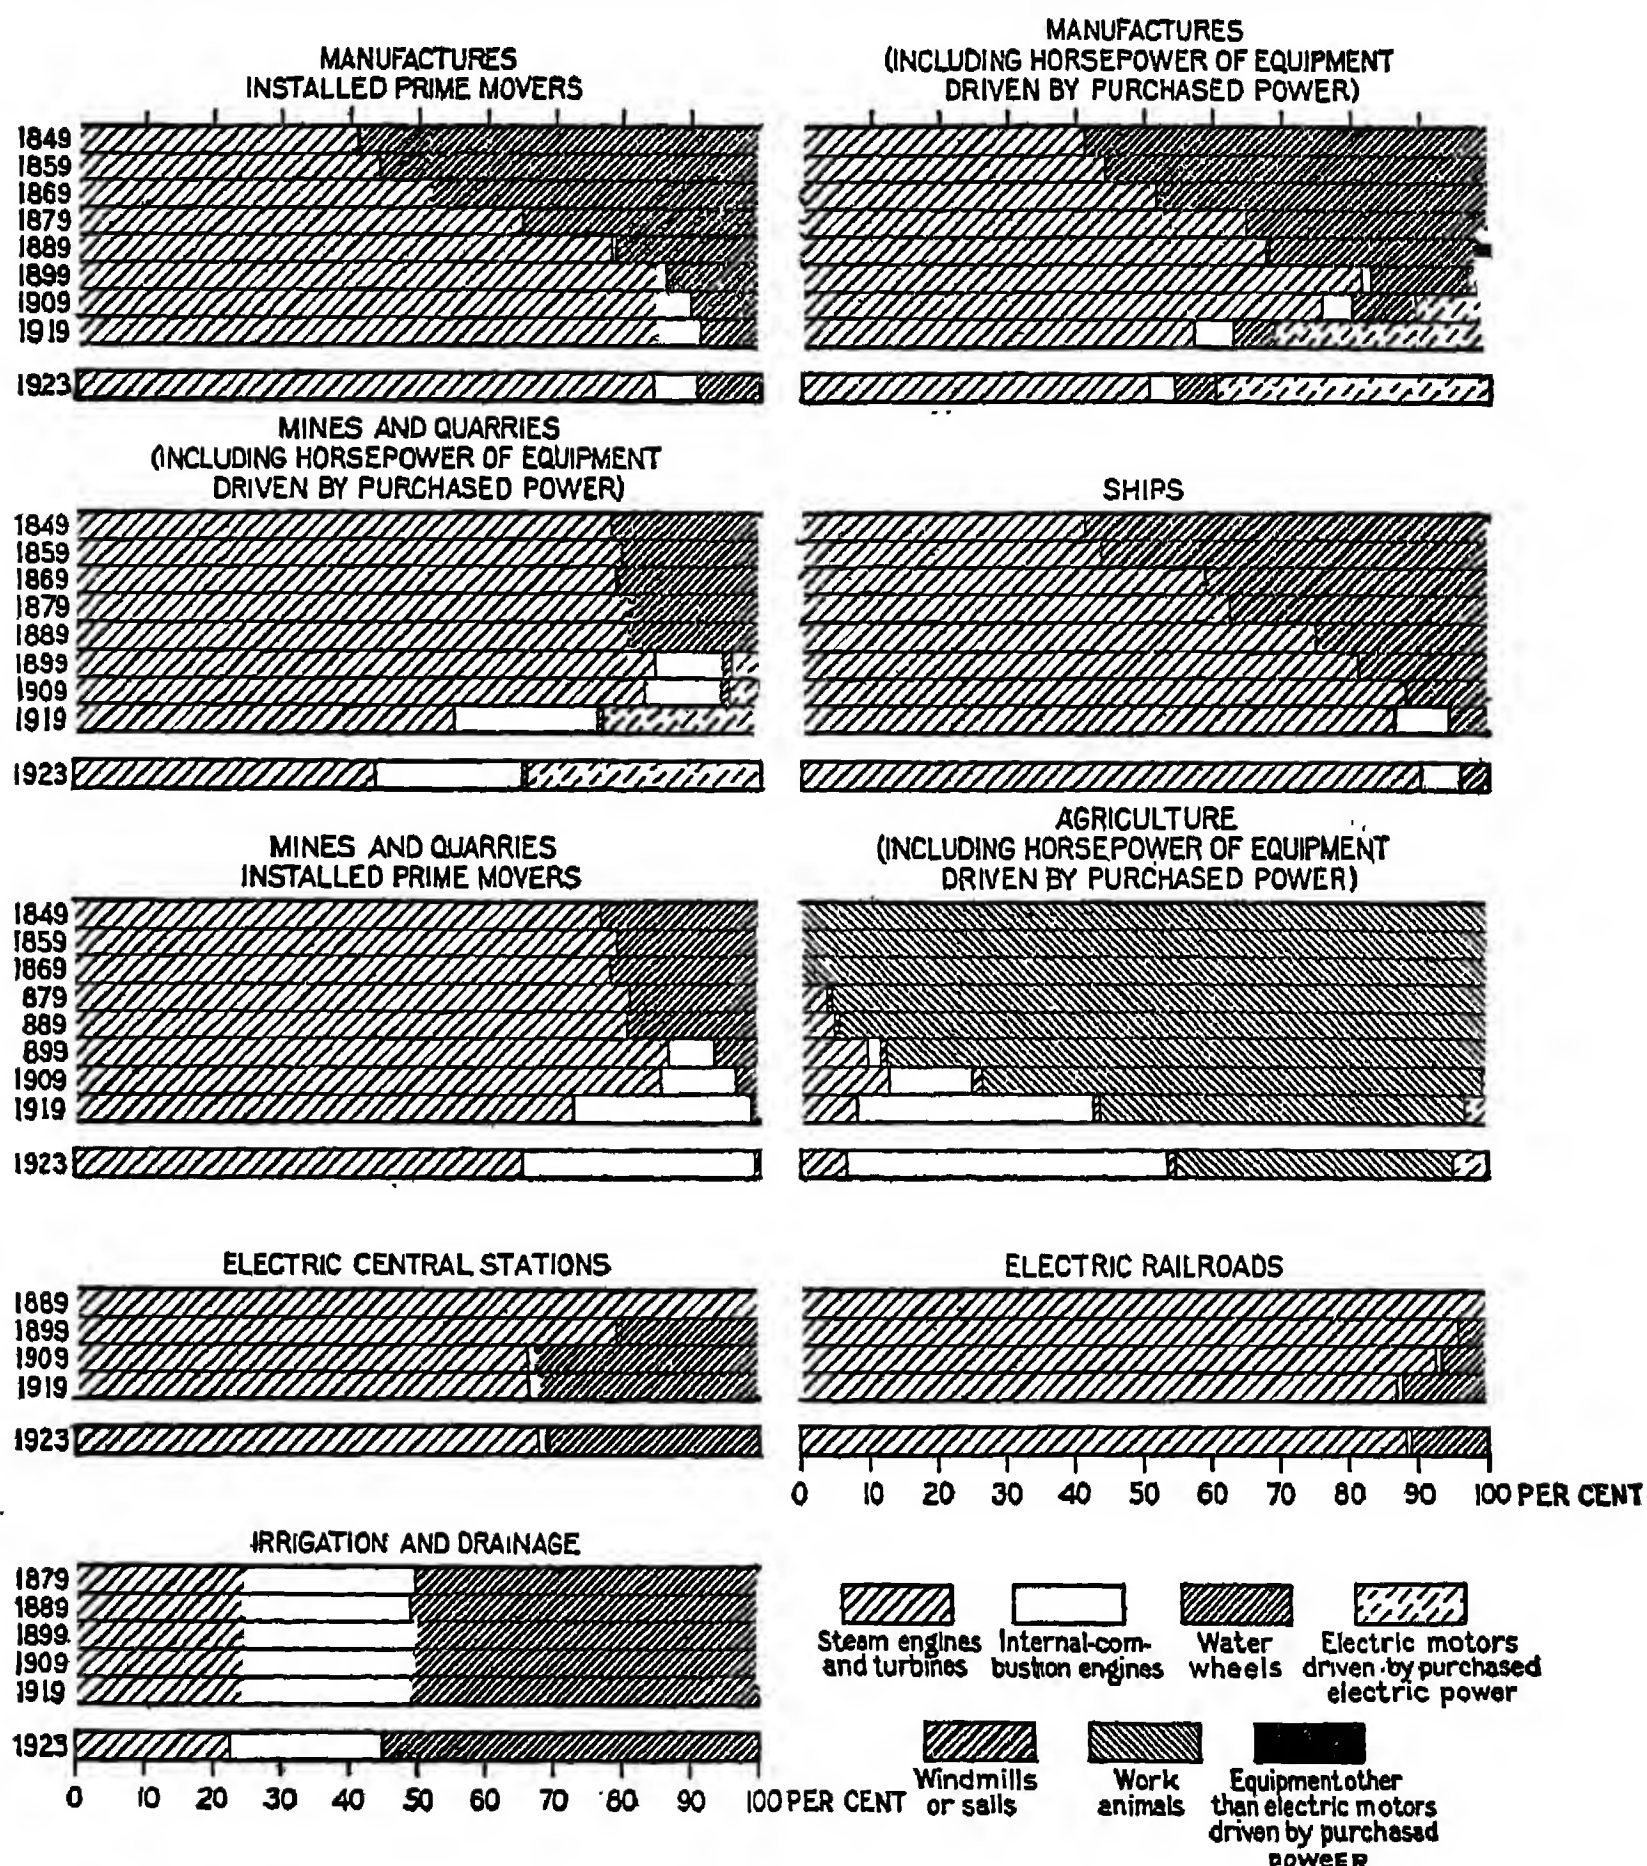 MANUFACTURES
INSTALLED PRIME MOVERS
1849
1859
1869
1879
1889
1899
1909
1919
1923
MANUFACTURES
(INCLUDING HORSEPOWER OF EQUIPMENT
DRIVEN BY PURCHASED POWER)
MINES AND QUARRIES
(INCLUDING HORSEPOWER OF EQUIPMENT
DRIVEN BY PURCHASED POWER)
1849
1859
1869
1879
1889
1899
1909
1919
1923
SHIPS
MINES AND QUARRIES
INSTALLED PRIME MOVERS
1849
1859
1869
879
889
899
1909
1919
1923
AGRICULTURE
(INCLUDING HORSEPOWER OF EQUIPMENT
DRIVEN BY PURCHASED POWER)
ELECTRIC CENTRAL STATIONS
1889
1899
1909
1919
1923
ELECTRIC RAILROADS
0 10 20 30 40 50 60 70 80 90 100 PER CENT
IRRIGATION AND DRAINAGE
1879
1889
1899
1909
1919
1923
0 10 20 30 40 50 60 70 80 90 100 PER CENT
Steam engines
and turbines
Internal-com-
bustion engines
Water
wheels
Electric motors
driven by purchased
electric power
Windmills
or sails
Work
animals
Equipment other
than electric motors
driven by purchasad
POWEER